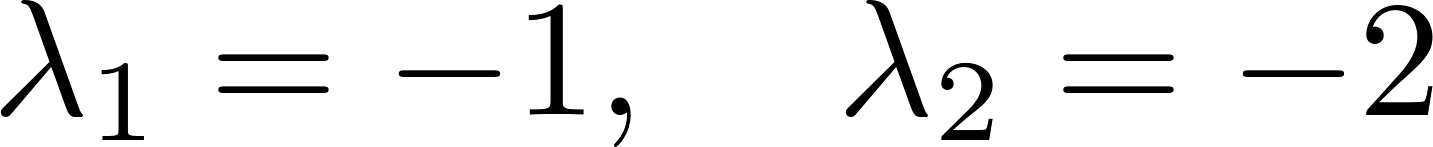 λ₁ = −1, λ₂ = −2